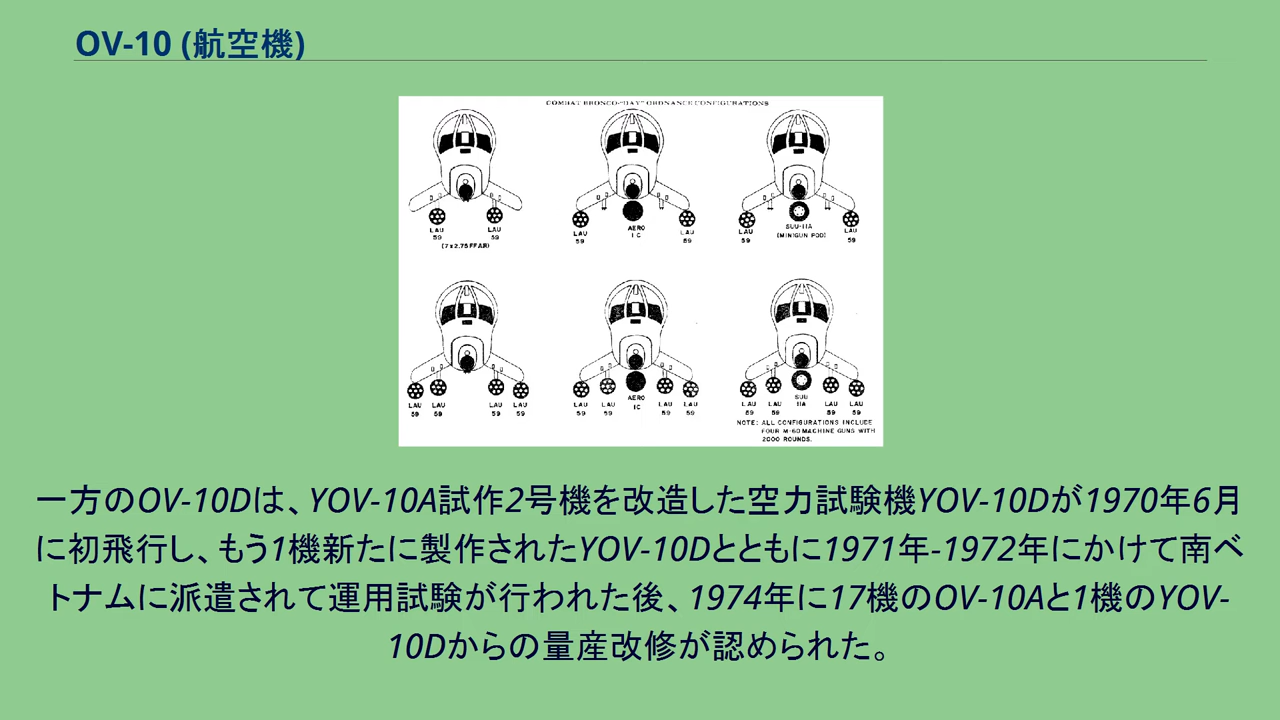 OV-10 (航空機)
COMBAT BRONCO-"DAY" ORDNANCE CONFIGURATIONS
LAU 59
LAU 59
(7 x 2.75 FFAR)
LAU 59
AERO 1C
LAU 59
LAU 59
SUU-11A
(MINIGUN POD)
LAU 59
LAU 59
LAU 59
LAU 59
LAU 59
LAU 59
LAU 59
AERO 1C
LAU 59
LAU 59
LAU 59
LAU 59
SUU 11A
LAU 59
LAU 59
NOTE: ALL CONFIGURATIONS INCLUDE
FOUR M-60 MACHINE GUNS WITH
2000 ROUNDS.
一方のOV-10Dは、YOV-10A試作2号機を改造した空力試験機YOV-10Dが1970年6月
に初飛行し、もう1機新たに製作されたYOV-10Dとともに1971年-1972年にかけて南ベ
トナムに派遣されて運用試験が行われた後、1974年に17機のOV-10Aと1機のYOV-
10Dからの量産改修が認められた。